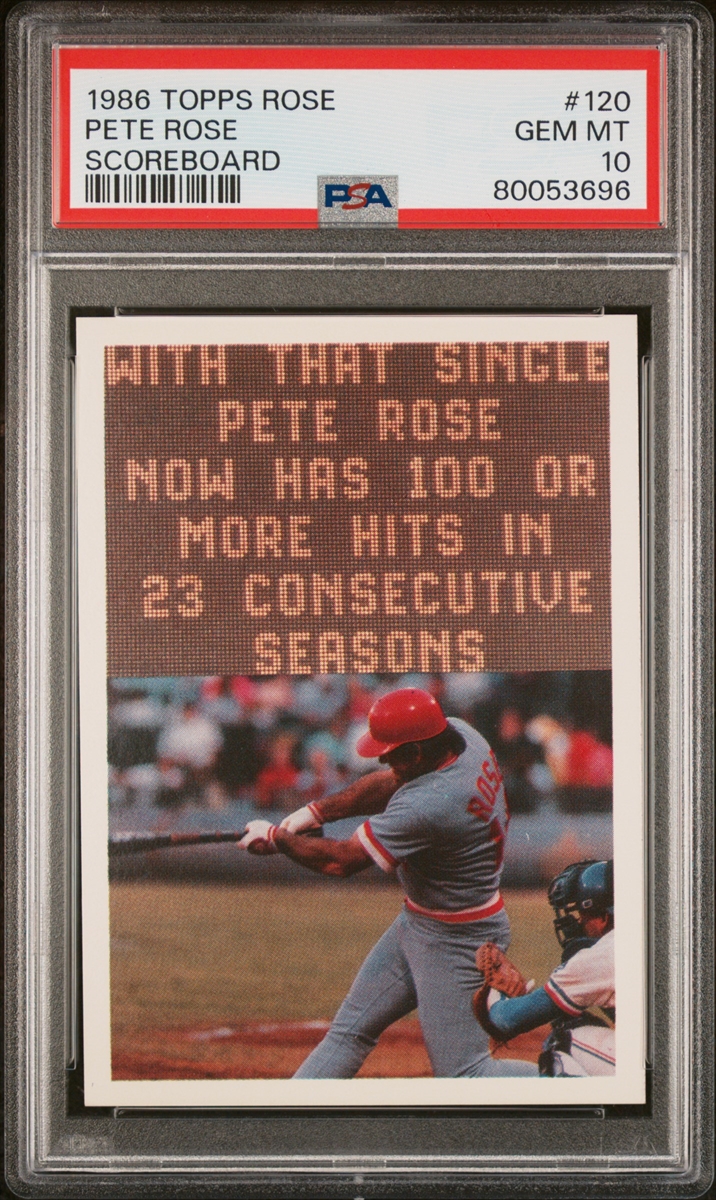 1986 TOPPS ROSE #120
PETE ROSE GEM MT
SCOREBOARD 10
PSA 80053696
WITH THAT SINGLE
PETE ROSE
NOW HAS 100 OR
MORE HITS IN
23 CONSECUTIVE
SEASONS
ROSE